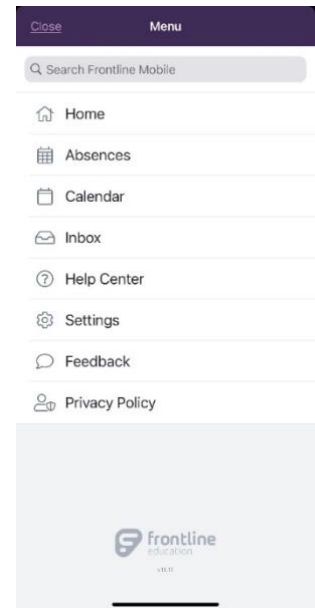 Close Menu
Search Frontline Mobile
Home
Absences
Calendar
Inbox
Help Center
Settings
Feedback
Privacy Policy
frontline
education